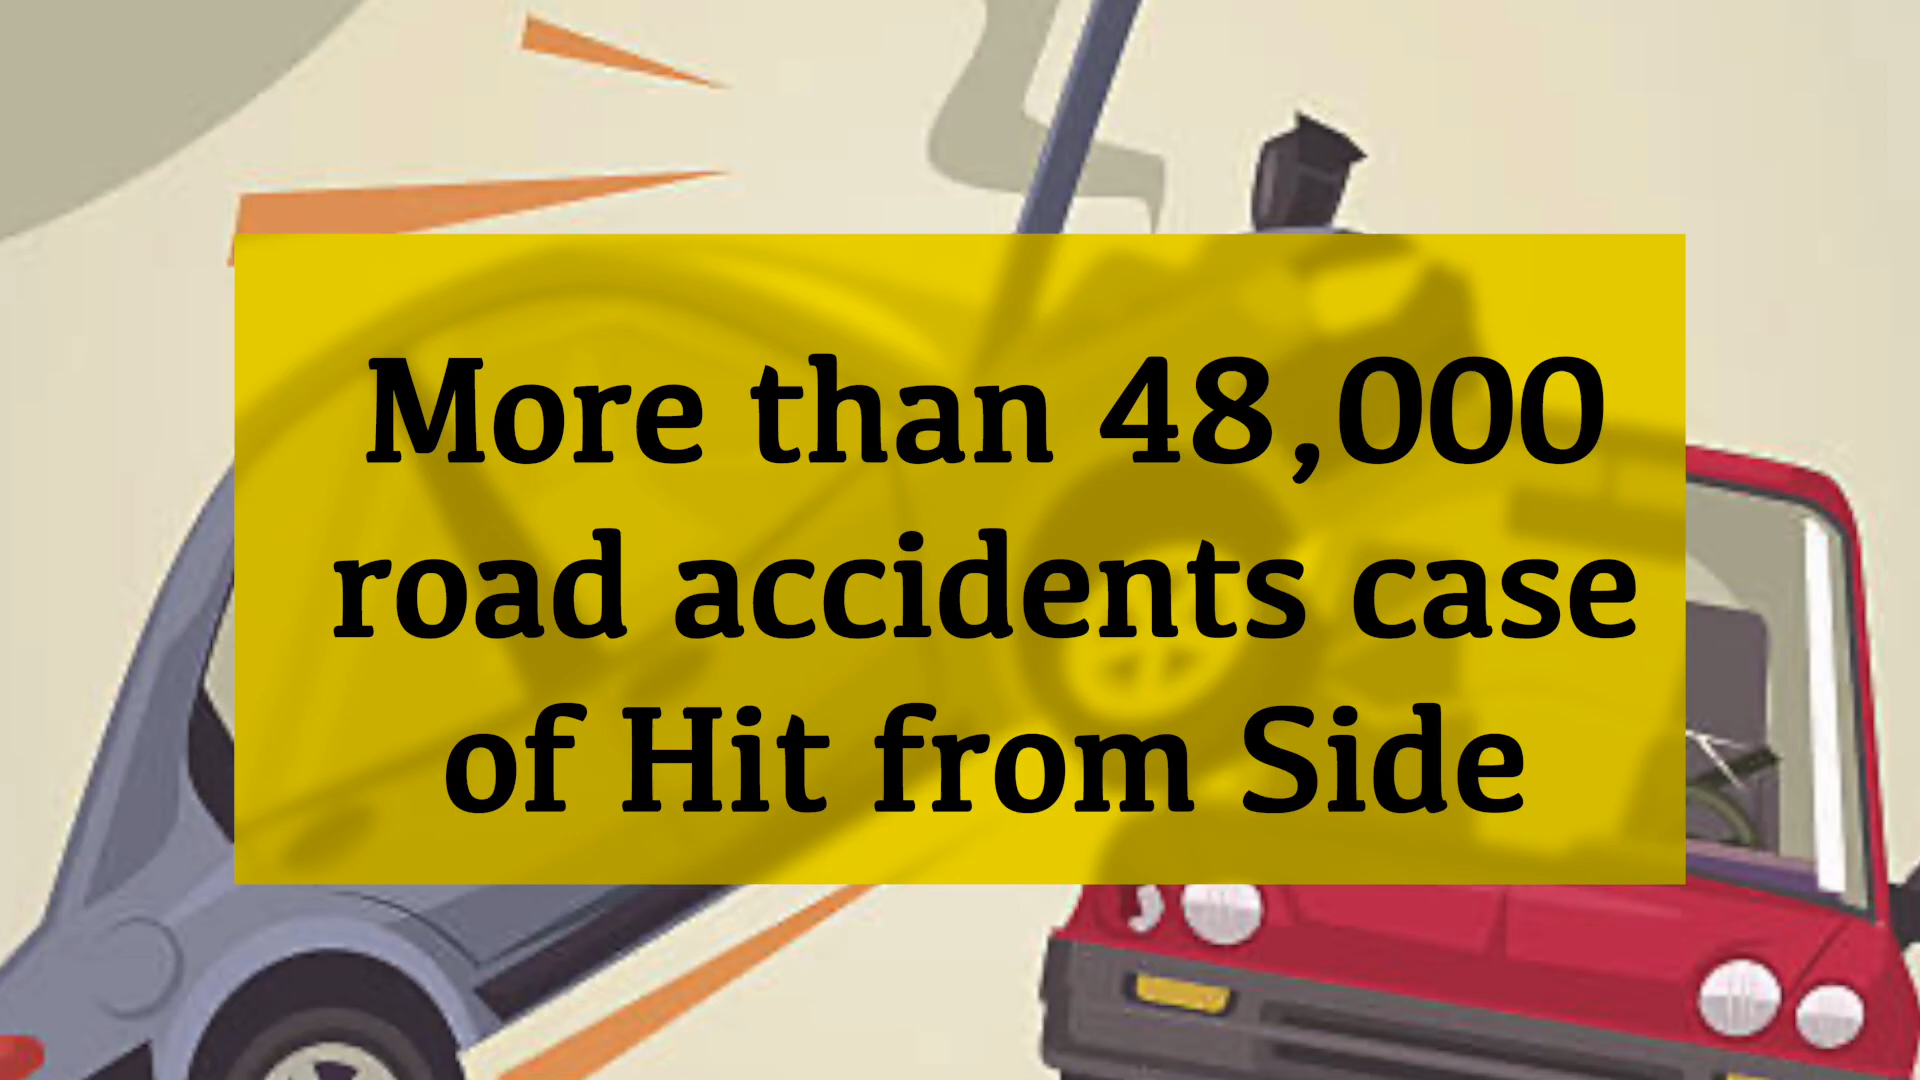 More than 48,000
road accidents case
of Hit from Side